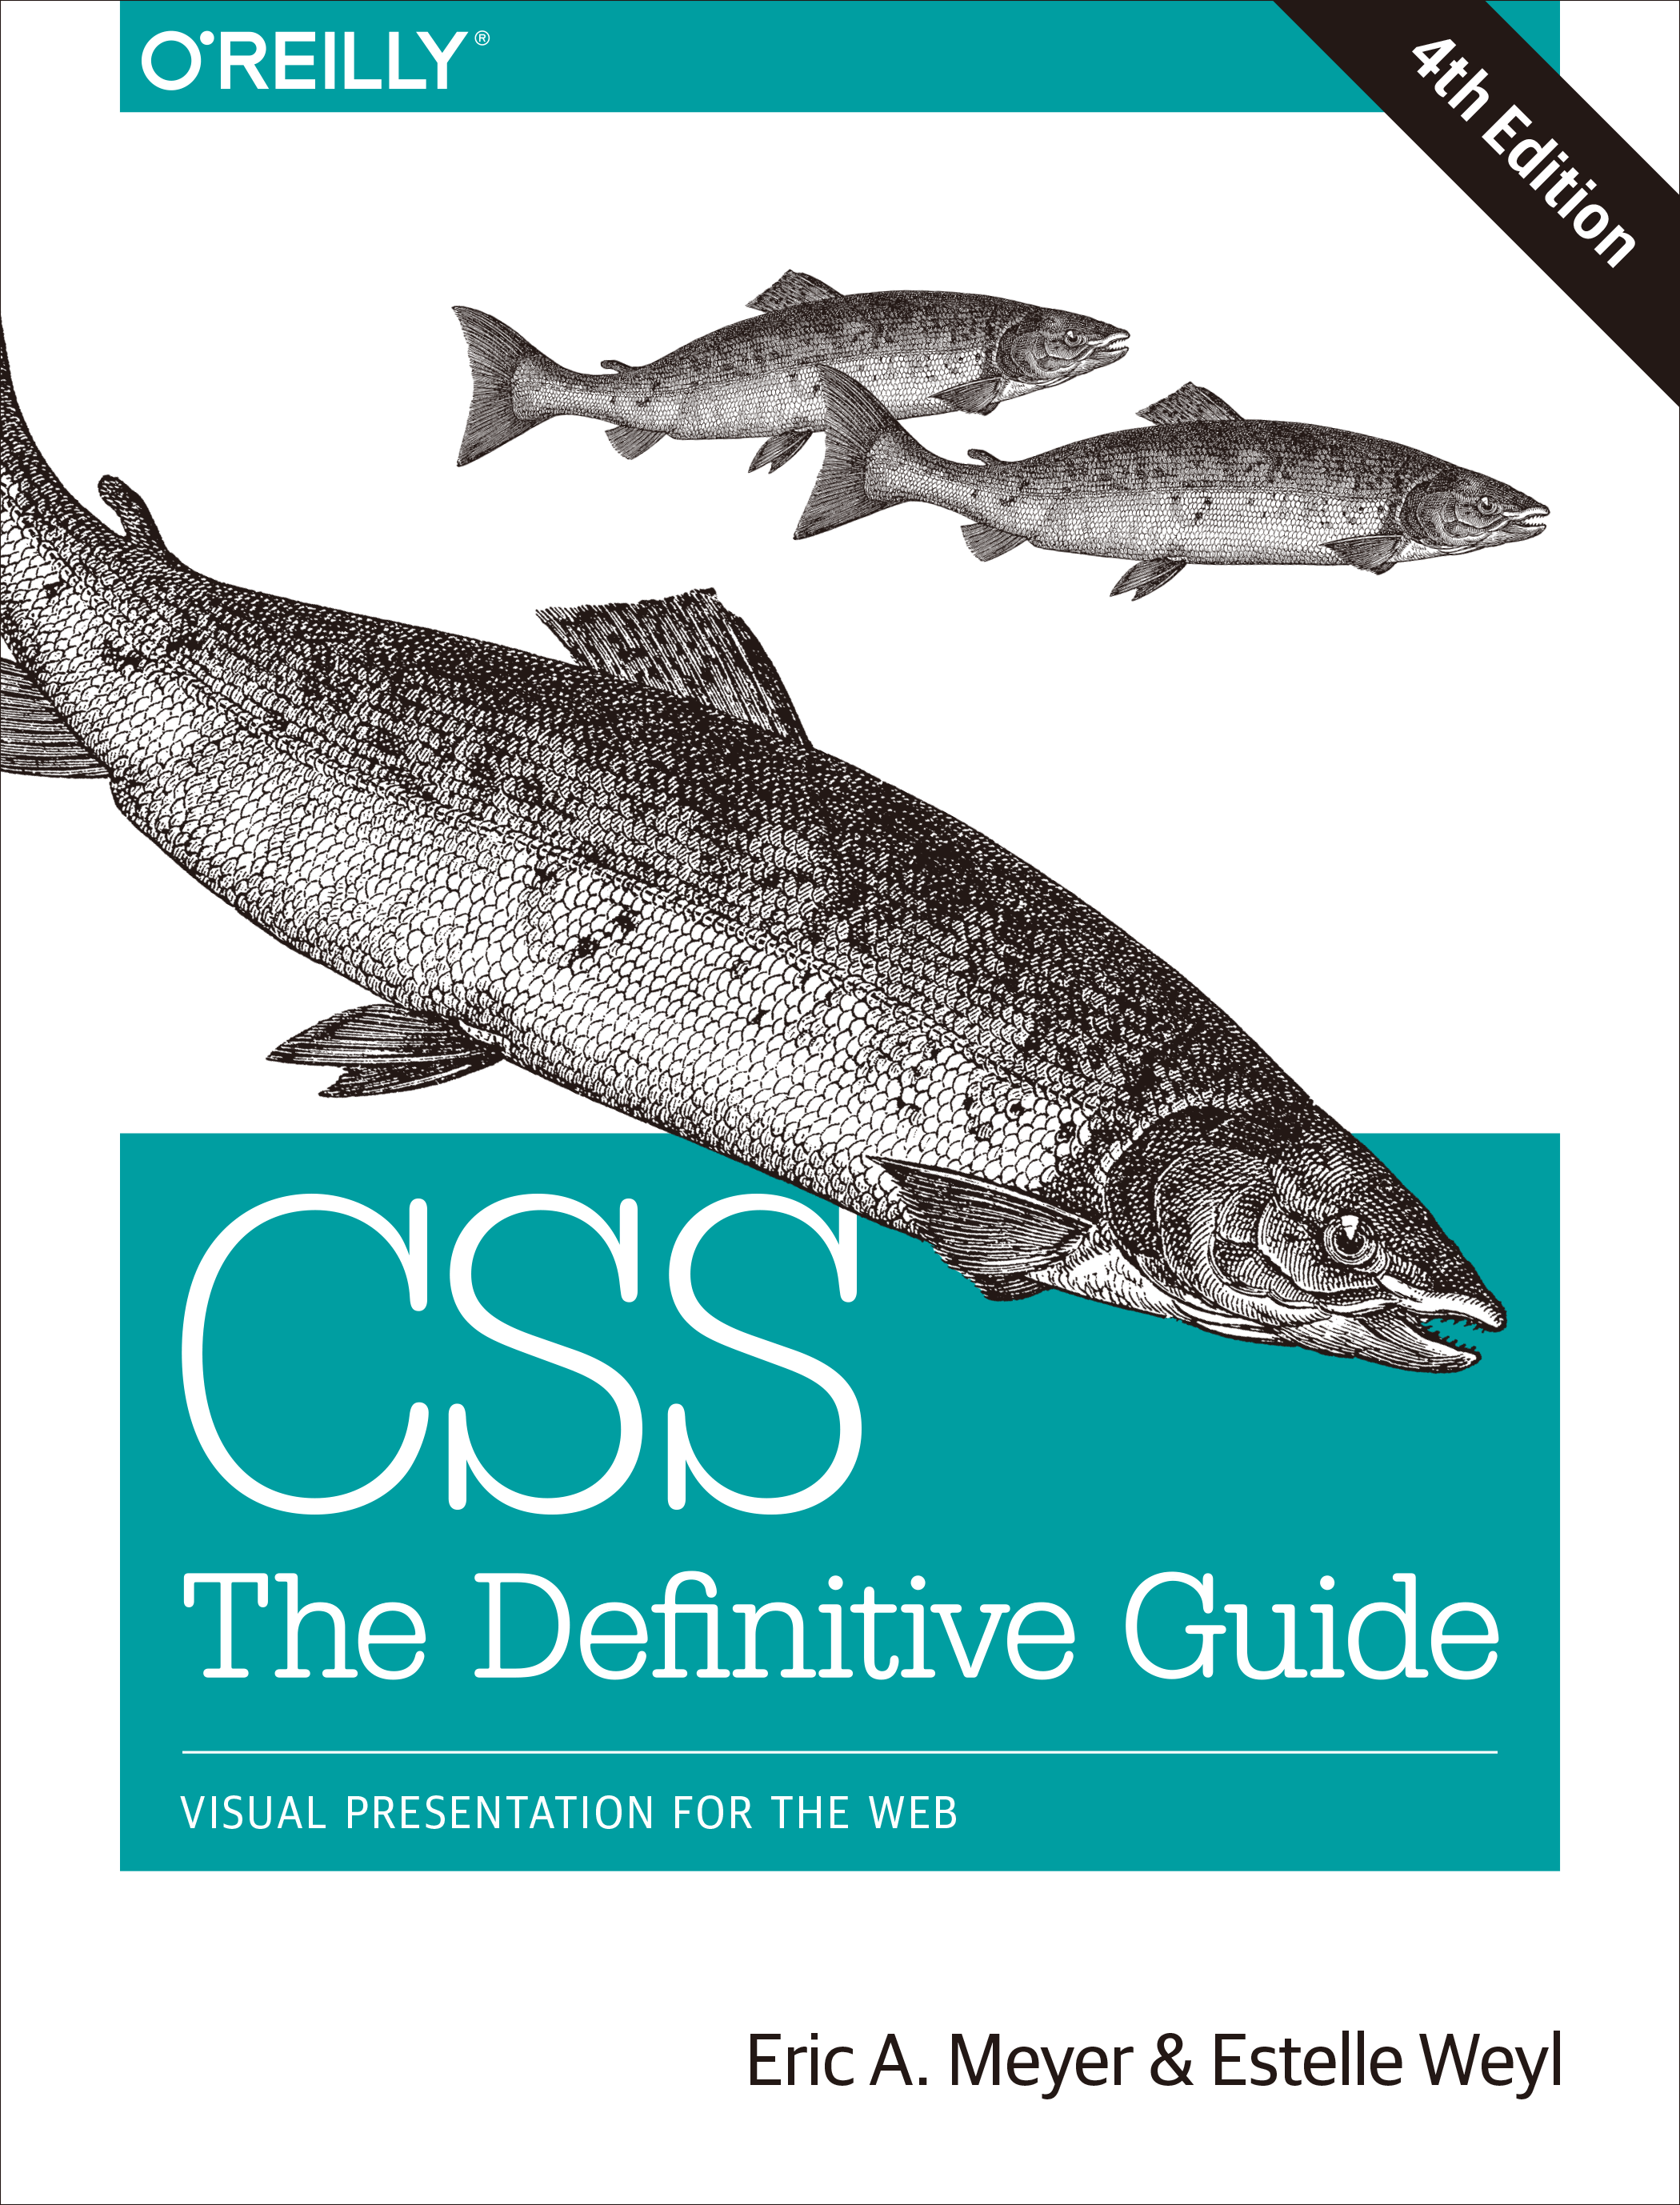 O'REILLY®
4th Edition
CSS
The Definitive Guide
VISUAL PRESENTATION FOR THE WEB
Eric A. Meyer & Estelle Weyl